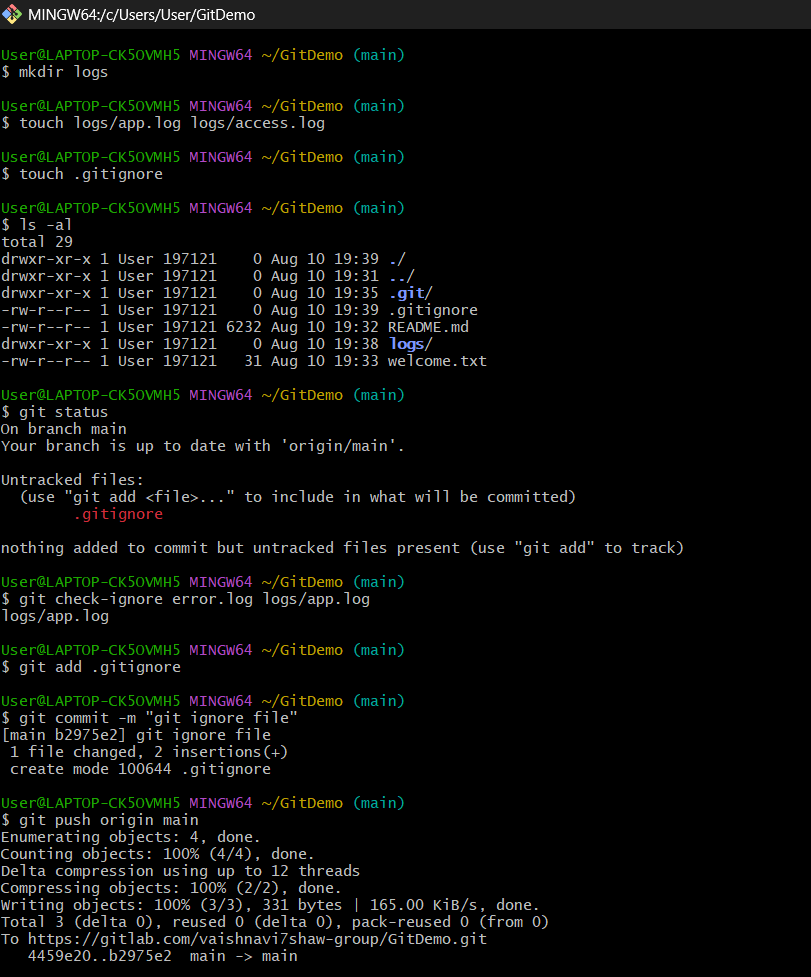 MINGW64:/c/Users/User/GitDemo
User@LAPTOP-CK5OVMH5 MINGW64 ~/GitDemo (main)
$ mkdir logs
User@LAPTOP-CK5OVMH5 MINGW64 ~/GitDemo (main)
$ touch logs/app.log logs/access.log
User@LAPTOP-CK5OVMH5 MINGW64 ~/GitDemo (main)
$ touch .gitignore
User@LAPTOP-CK5OVMH5 MINGW64 ~/GitDemo (main)
$ ls -al
total 29
drwxr-xr-x 1 User 197121    0 Aug 10 19:39 ./
drwxr-xr-x 1 User 197121    0 Aug 10 19:31 ../
drwxr-xr-x 1 User 197121    0 Aug 10 19:35 .git/
-rw-r--r-- 1 User 197121    0 Aug 10 19:39 .gitignore
-rw-r--r-- 1 User 197121 6232 Aug 10 19:32 README.md
drwxr-xr-x 1 User 197121    0 Aug 10 19:38 logs/
-rw-r--r-- 1 User 197121   31 Aug 10 19:33 welcome.txt
User@LAPTOP-CK5OVMH5 MINGW64 ~/GitDemo (main)
$ git status
On branch main
Your branch is up to date with 'origin/main'.
Untracked files:
  (use "git add <file>..." to include in what will be committed)
        .gitignore
nothing added to commit but untracked files present (use "git add" to track)
User@LAPTOP-CK5OVMH5 MINGW64 ~/GitDemo (main)
$ git check-ignore error.log logs/app.log
logs/app.log
User@LAPTOP-CK5OVMH5 MINGW64 ~/GitDemo (main)
$ git add .gitignore
User@LAPTOP-CK5OVMH5 MINGW64 ~/GitDemo (main)
$ git commit -m "git ignore file"
[main b2975e2] git ignore file
 1 file changed, 2 insertions(+)
 create mode 100644 .gitignore
User@LAPTOP-CK5OVMH5 MINGW64 ~/GitDemo (main)
$ git push origin main
Enumerating objects: 4, done.
Counting objects: 100% (4/4), done.
Delta compression using up to 12 threads
Compressing objects: 100% (2/2), done.
Writing objects: 100% (3/3), 331 bytes | 165.00 KiB/s, done.
Total 3 (delta 0), reused 0 (delta 0), pack-reused 0 (from 0)
To https://gitlab.com/vaishnavi7shaw-group/GitDemo.git
   4459e20..b2975e2  main -> main